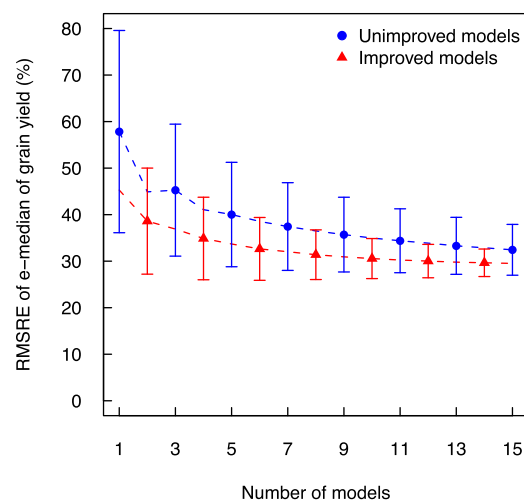 Unimproved models
Improved models
RMSRE of e−median of grain yield (%)
80
70
60
50
40
30
20
10
0
1 3 5 7 9 11 13 15
Number of models